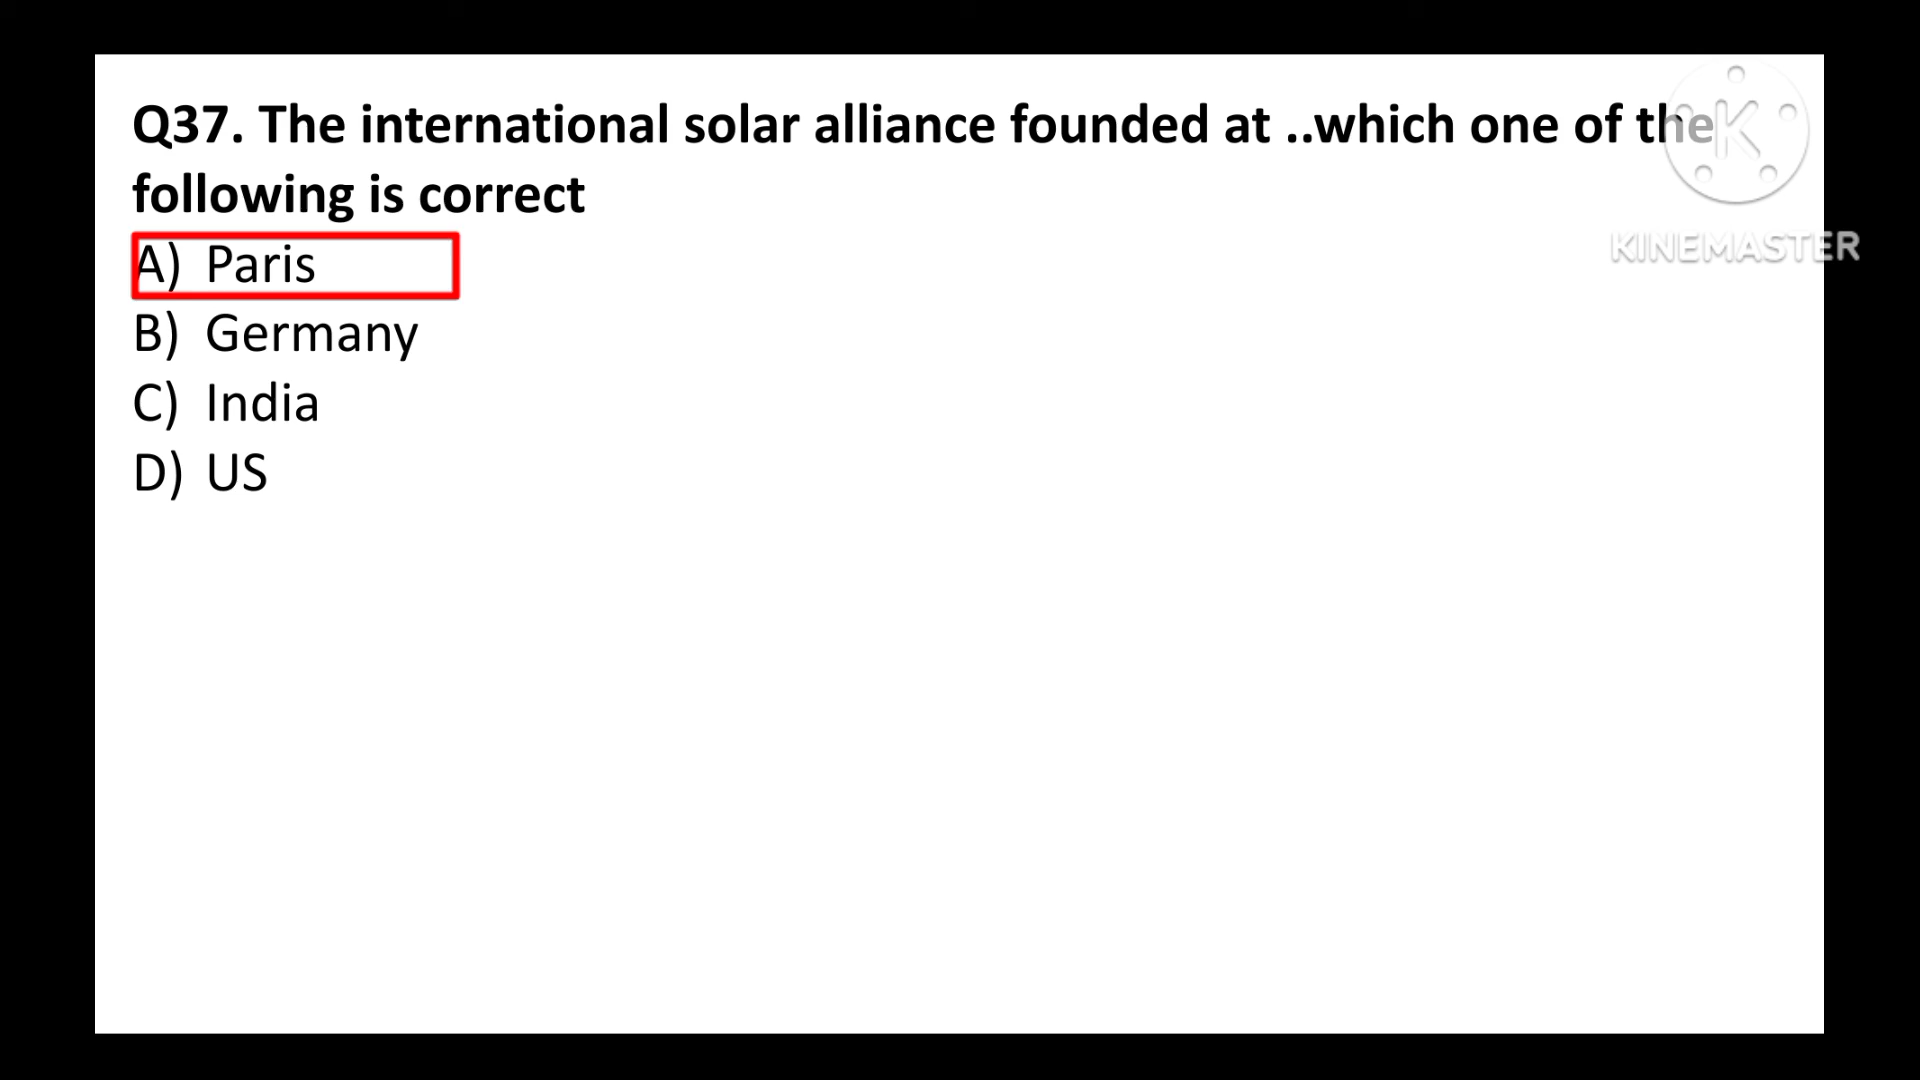 Q37. The international solar alliance founded at ..which one of the
following is correct
A) Paris
B) Germany
C) India
D) US
K
KINEMASTER